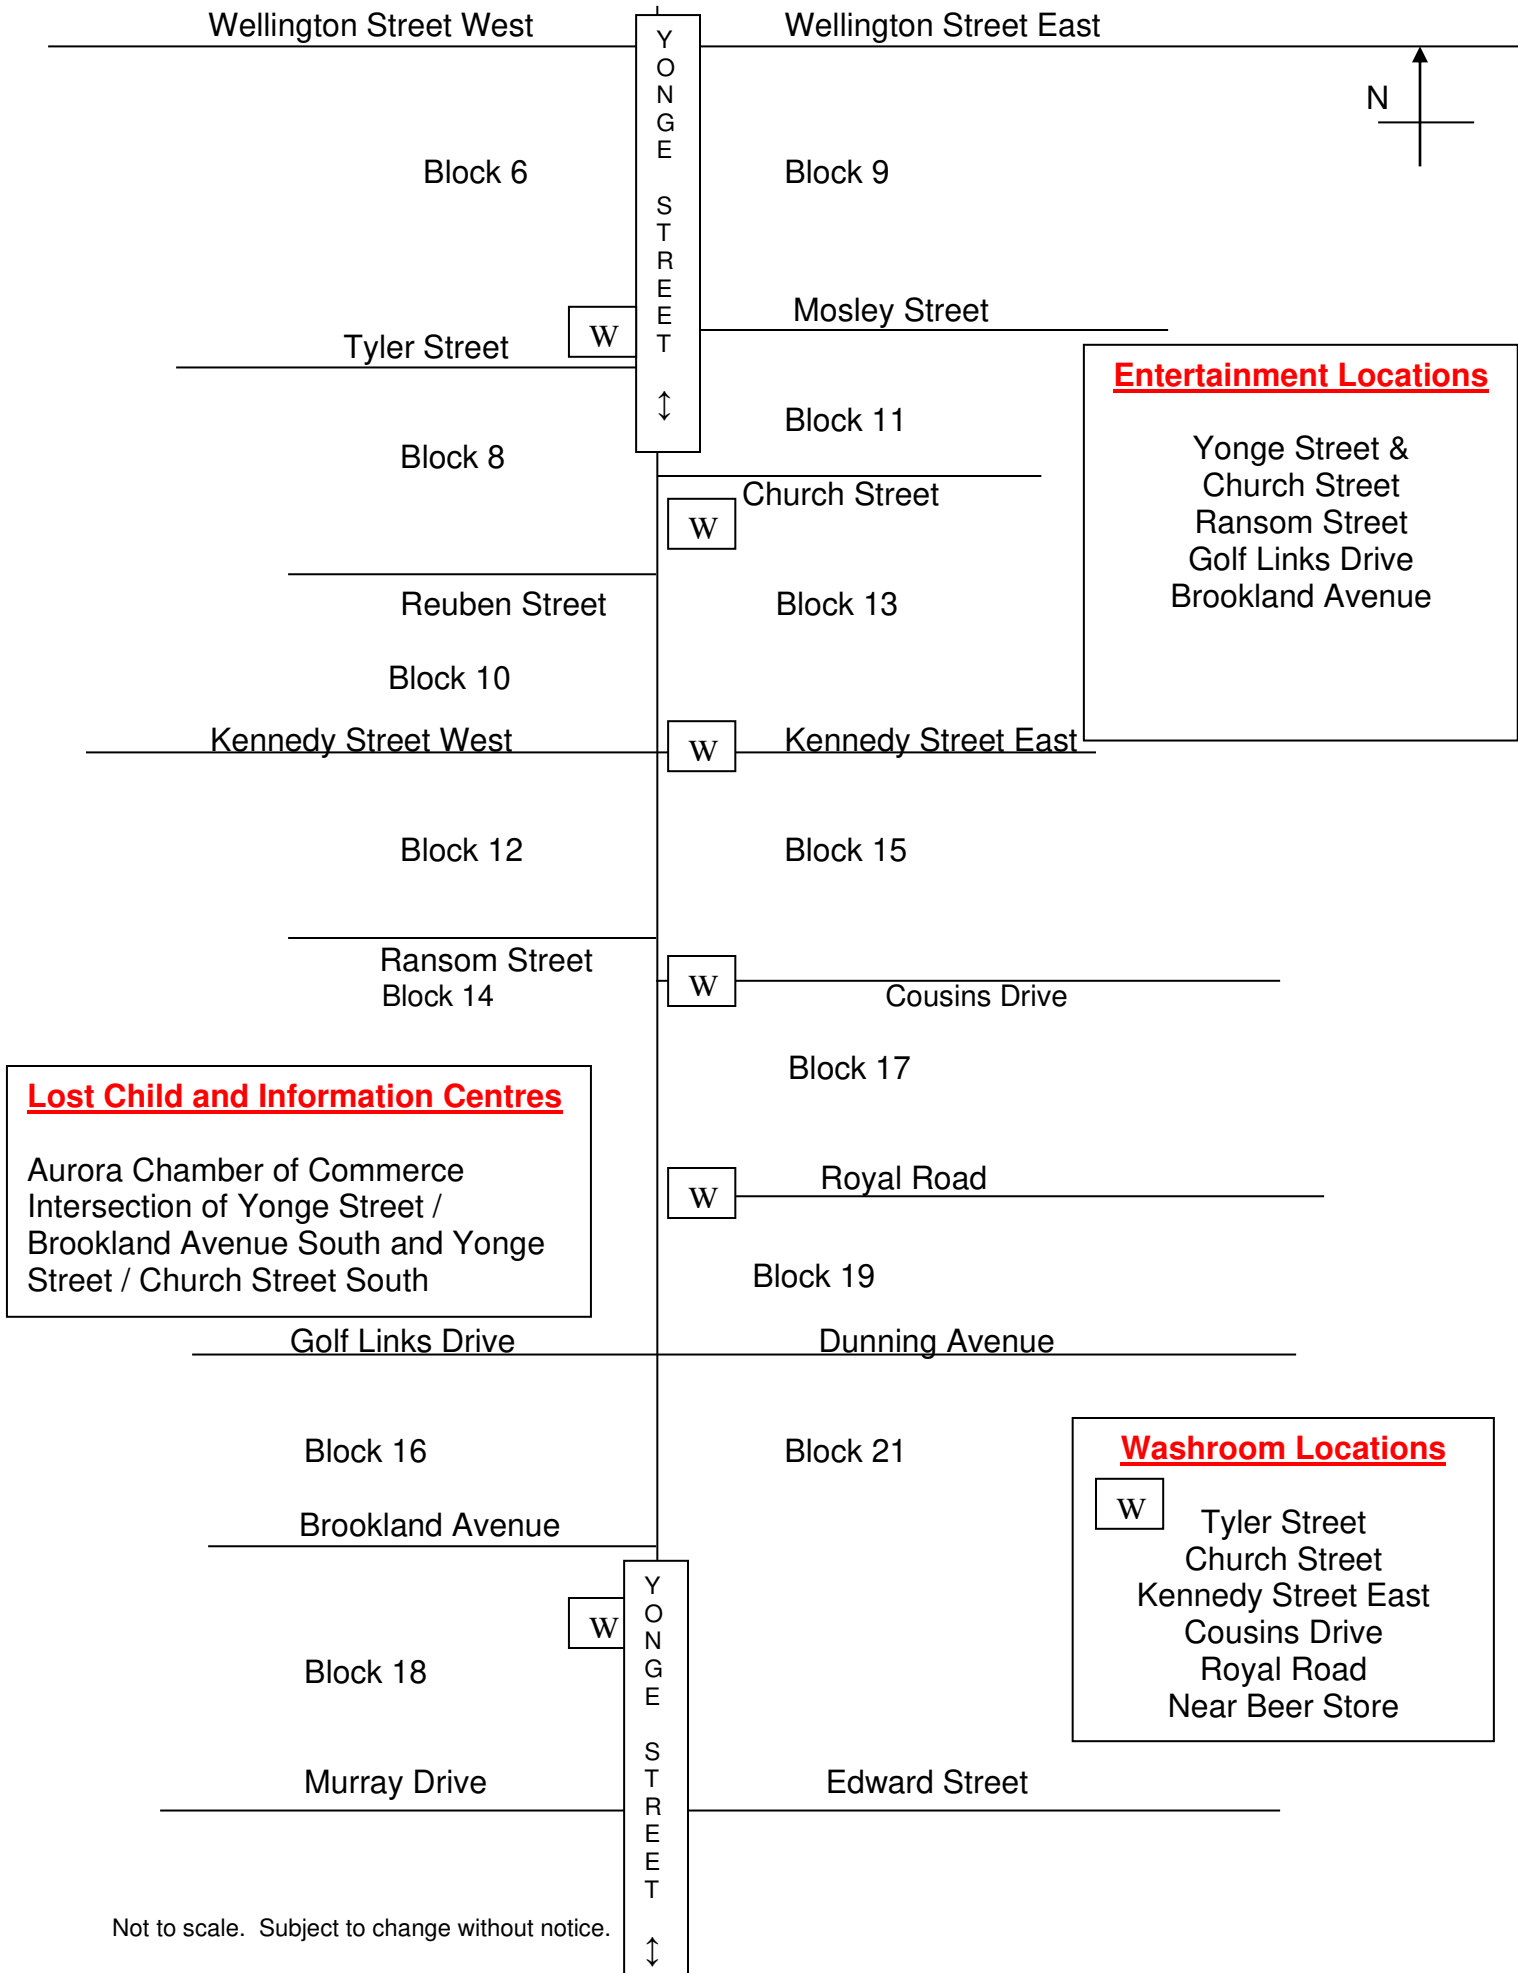 Wellington Street West
Wellington Street East
YONGE STREET ↕
N
Block 6
Block 9
Mosley Street
W
Tyler Street
Entertainment Locations
Yonge Street &
Church Street
Ransom Street
Golf Links Drive
Brookland Avenue
Block 11
Block 8
Church Street
W
Reuben Street
Block 13
Block 10
Kennedy Street West
W
Kennedy Street East
Block 12
Block 15
Ransom Street
Block 14
W
Cousins Drive
Block 17
Lost Child and Information Centres
Aurora Chamber of Commerce
Intersection of Yonge Street /
Brookland Avenue South and Yonge
Street / Church Street South
W
Royal Road
Block 19
Golf Links Drive
Dunning Avenue
Block 16
Block 21
Washroom Locations
W
Tyler Street
Church Street
Kennedy Street East
Cousins Drive
Royal Road
Near Beer Store
Brookland Avenue
YONGE STREET ↕
W
Block 18
Murray Drive
Edward Street
Not to scale.  Subject to change without notice.